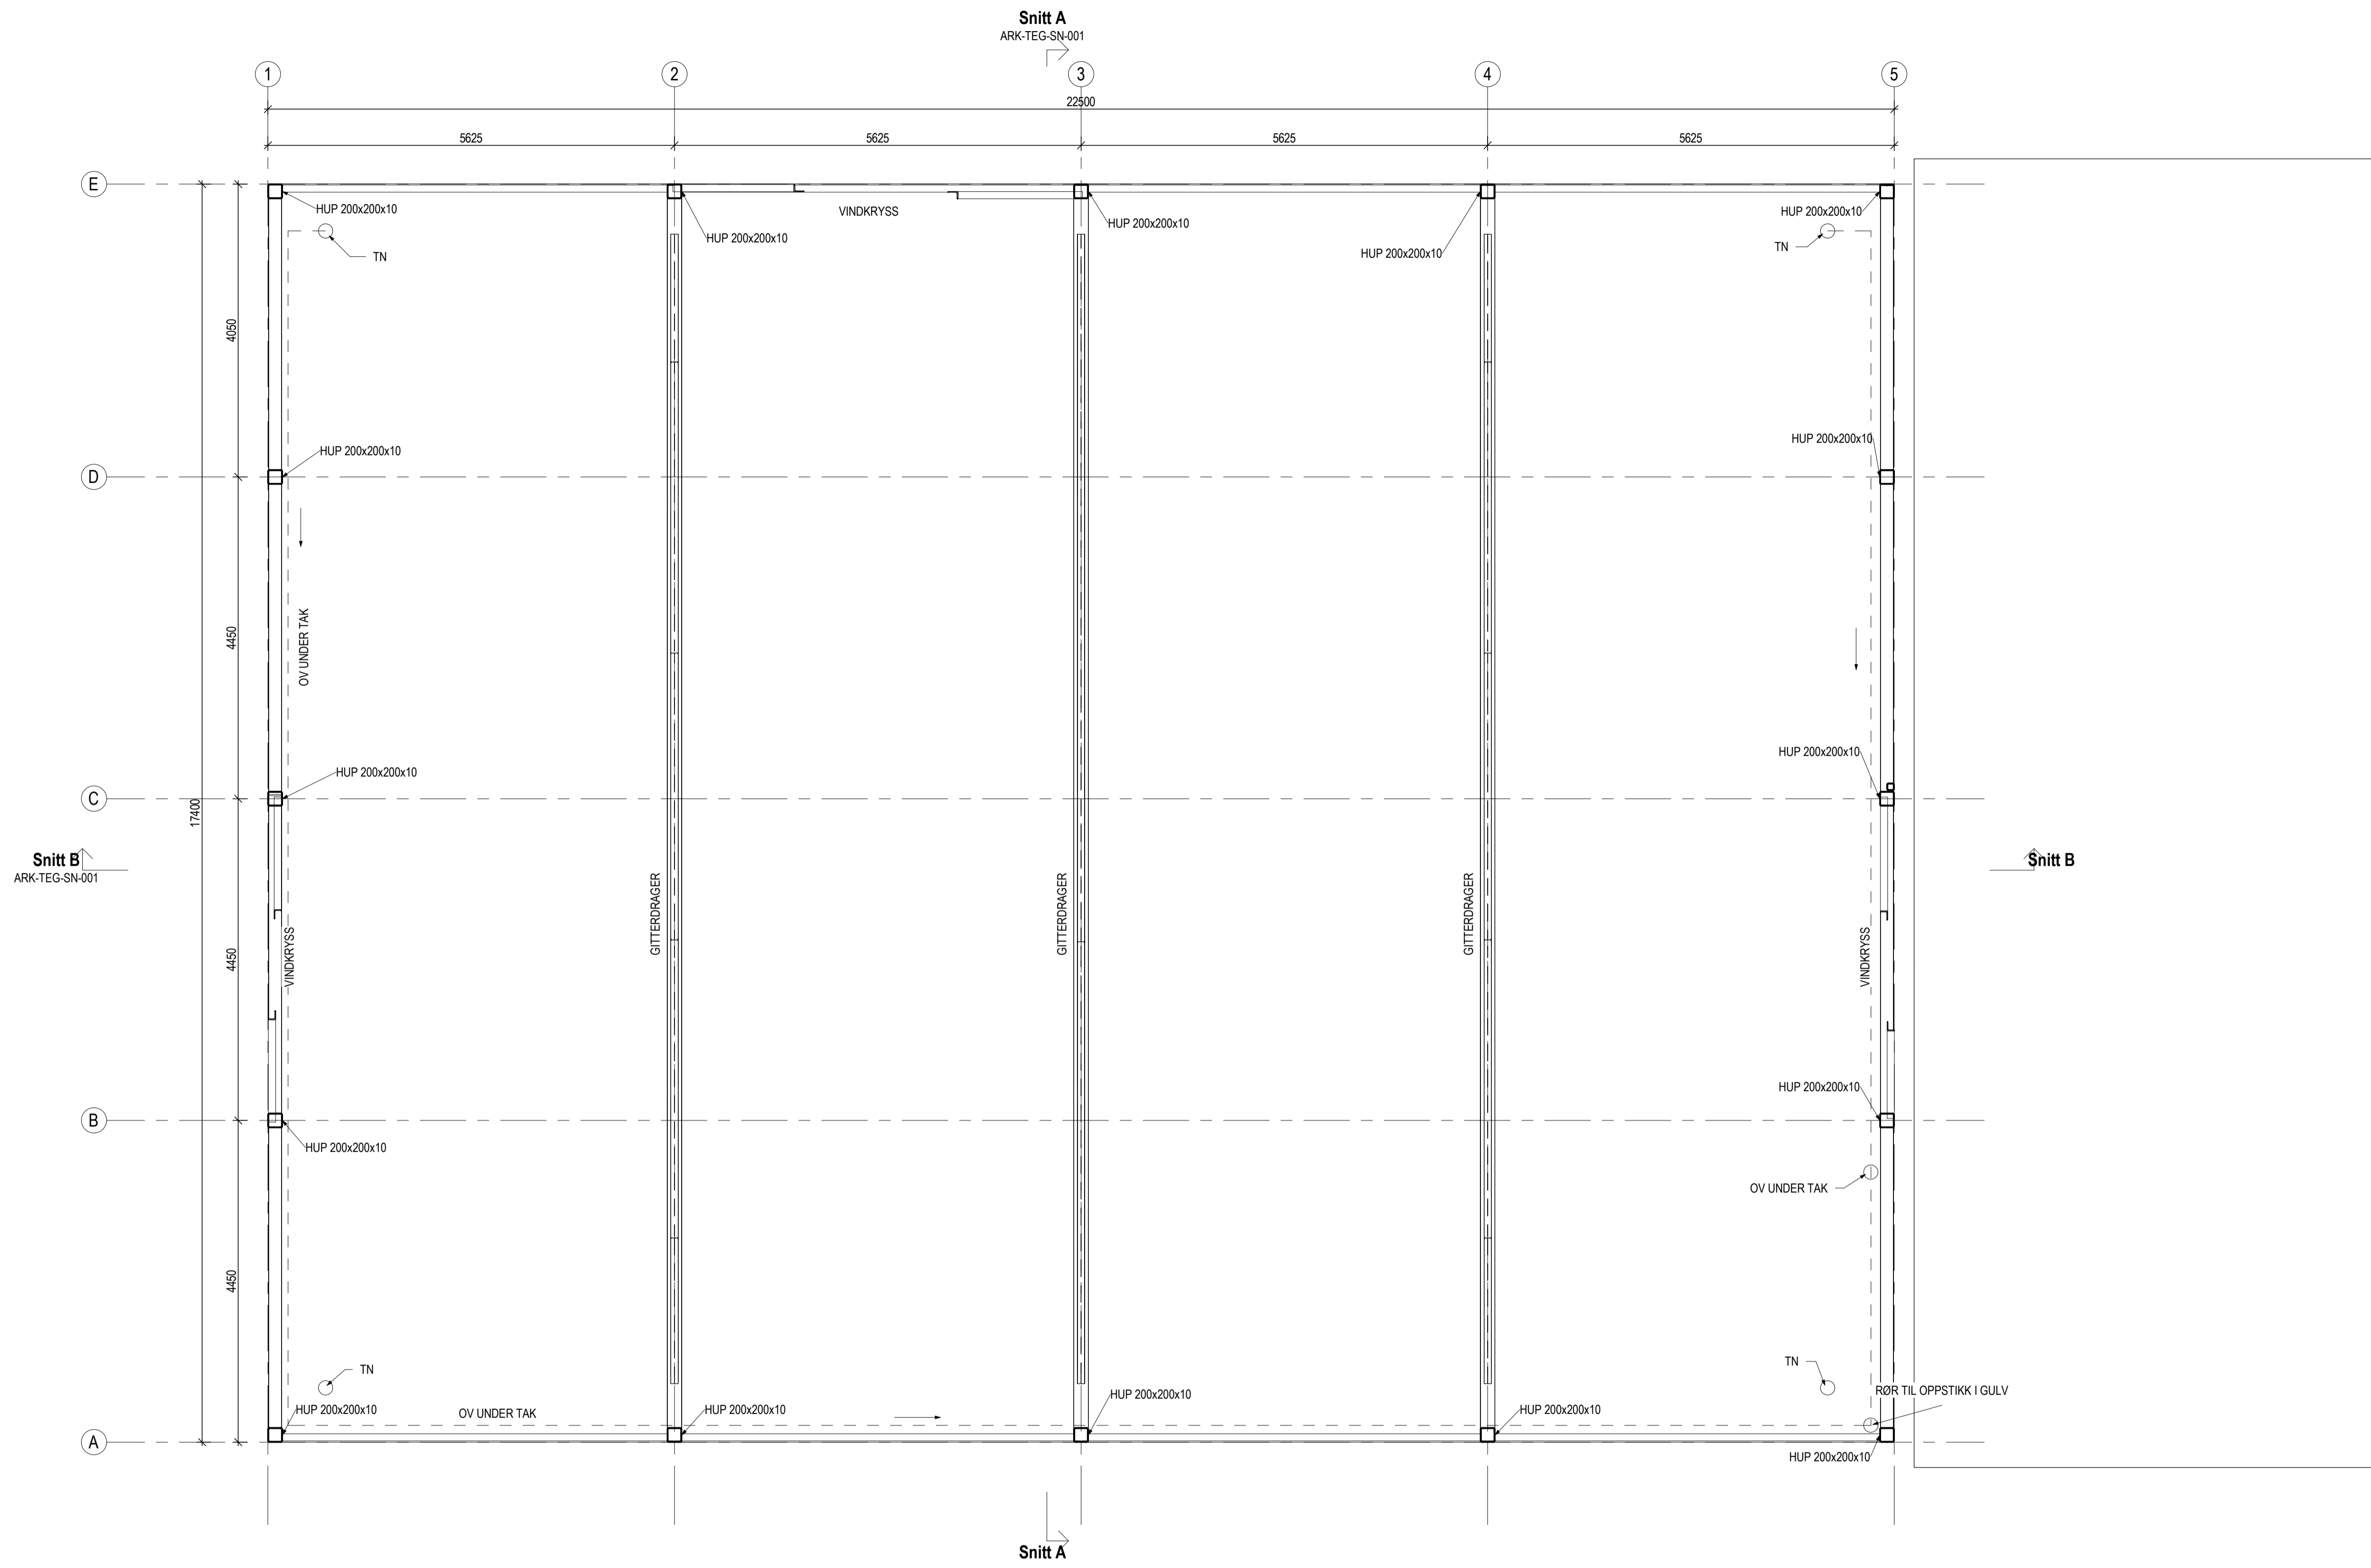 Snitt A
ARK-TEG-SN-001
1
2
3
4
5
22500
5625
5625
5625
5625
E
HUP 200x200x10
VINDKRYSS
HUP 200x200x10
HUP 200x200x10
HUP 200x200x10
HUP 200x200x10
TN
TN
4050
HUP 200x200x10
HUP 200x200x10
D
OV UNDER TAK
4450
HUP 200x200x10
HUP 200x200x10
C
17400
Snitt B
ARK-TEG-SN-001
Snitt B
GITTERDRAGER
GITTERDRAGER
GITTERDRAGER
VINDKRYSS
VINDKRYSS
4450
HUP 200x200x10
B
HUP 200x200x10
OV UNDER TAK
4450
TN
TN
RØR TIL OPPSTIKK I GULV
HUP 200x200x10
OV UNDER TAK
HUP 200x200x10
HUP 200x200x10
HUP 200x200x10
A
HUP 200x200x10
Snitt A